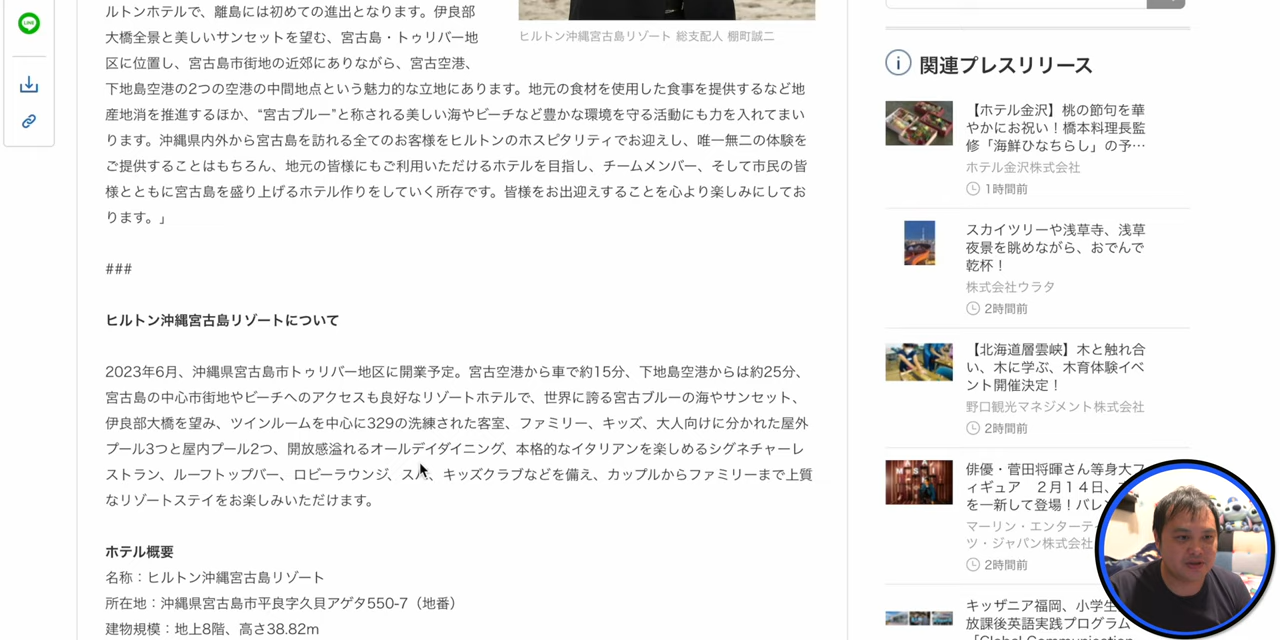 LINE
ルトンホテルで、離島には初めての進出となります。伊良部
大橋全景と美しいサンセットを望む、宮古島・トゥリバー地
区に位置し、宮古島市街地の近郊にありながら、宮古空港、
下地島空港の2つの空港の中間地点という魅力的な立地にあります。地元の食材を使用した食事を提供するなど地
産地消を推進するほか、“宮古ブルー”と称される美しい海やビーチなど豊かな環境を守る活動にも力を入れてまい
ります。沖縄県内外から宮古島を訪れる全てのお客様をヒルトンのホスピタリティでお迎えし、唯一無二の体験を
ご提供することはもちろん、地元の皆様にもご利用いただけるホテルを目指し、チームメンバー、そして市民の皆
様とともに宮古島を盛り上げるホテル作りをしていく所存です。皆様をお出迎えすることを心より楽しみにしてお
ります。」
ヒルトン沖縄宮古島リゾート 総支配人 棚町誠二
###
ヒルトン沖縄宮古島リゾートについて
2023年6月、沖縄県宮古島市トゥリバー地区に開業予定。宮古空港から車で約15分、下地島空港からは約25分、
宮古島の中心市街地やビーチへのアクセスも良好なリゾートホテルで、世界に誇る宮古ブルーの海やサンセット、
伊良部大橋を望み、ツインルームを中心に329の洗練された客室、ファミリー、キッズ、大人向けに分かれた屋外
プール3つと屋内プール2つ、開放感溢れるオールデイダイニング、本格的なイタリアンを楽しめるシグネチャーレ
ストラン、ルーフトップバー、ロビーラウンジ、スパ、キッズクラブなどを備え、カップルからファミリーまで上質
なリゾートステイをお楽しみいただけます。
ホテル概要
名称：ヒルトン沖縄宮古島リゾート
所在地：沖縄県宮古島市平良字久貝アゲタ550-7（地番）
建物規模：地上8階、高さ38.82m
関連プレスリリース
【ホテル金沢】桃の節句を華
やかにお祝い！橋本料理長監
修「海鮮ひなちらし」の予…
ホテル金沢株式会社
1時間前
スカイツリーや浅草寺、浅草
夜景を眺めながら、おでんで
乾杯！
株式会社ウラタ
2時間前
【北海道層雲峡】木と触れ合
い、木に学ぶ、木育体験イベ
ント開催決定！
野口観光マネジメント株式会社
2時間前
俳優・菅田将暉さん等身大フ
ィギュア　２月１４日、
を一新して登場！バレン
マーリン・エンターテイ
ツ・ジャパン株式会社
2時間前
キッザニア福岡、小学生
放課後英語実践プログラム
「Global Communication